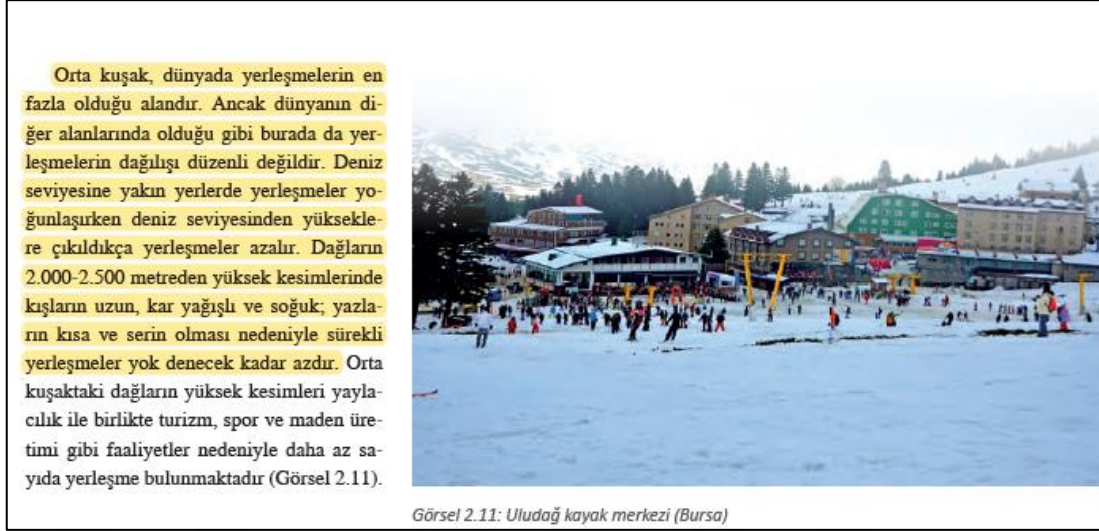 Orta kuşak, dünyada yerleşmelerin en
fazla olduğu alandır. Ancak dünyanın di-
ğer alanlarında olduğu gibi burada da yer-
leşmelerin dağılışı düzenli değildir. Deniz
seviyesine yakın yerlerde yerleşmeler yo-
ğunlaşırken deniz seviyesinden yüksekle-
re çıkıldıkça yerleşmeler azalır. Dağların
2.000-2.500 metreden yüksek kesimlerinde
kışların uzun, kar yağışlı ve soğuk; yazla-
rın kısa ve serin olması nedeniyle sürekli
yerleşmeler yok denecek kadar azdır. Orta
kuşaktaki dağların yüksek kesimleri yayla-
cılık ile birlikte turizm, spor ve maden üre-
timi gibi faaliyetler nedeniyle daha az sa-
yıda yerleşme bulunmaktadır (Görsel 2.11).
Görsel 2.11: Uludağ kayak merkezi (Bursa)